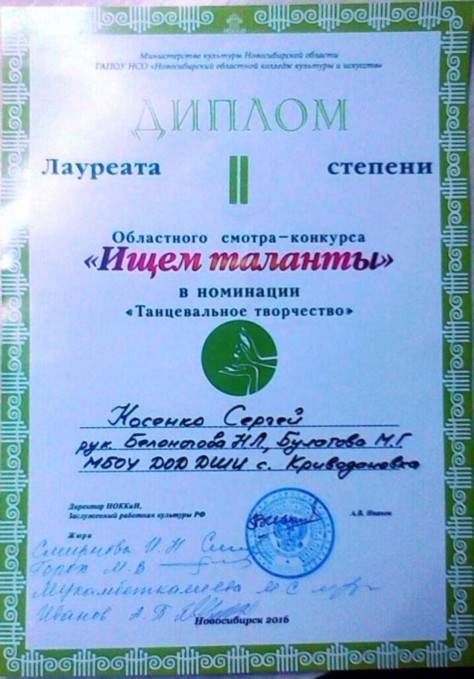 Министерство культуры Новосибирской области
ГАПОУ НСО «Новосибирский областной колледж культуры и искусств»
ДИПЛОМ
Лауреата II степени
Областного смотра-конкурса
«Ищем таланты»
в номинации
«Танцевальное творчество»
Косенко Сергей
рук. Белоногова Н.Л, Булатова М.Г.
МБОУ ДОД ДШИ с. Криводановка
Директор НОККиИ,
Заслуженный работник культуры РФ
А.В. Иванов
Жюри
Смирнова И. Н
М. В
Мухамбеткалиева М С
Иванов А. П
Новосибирск 2016